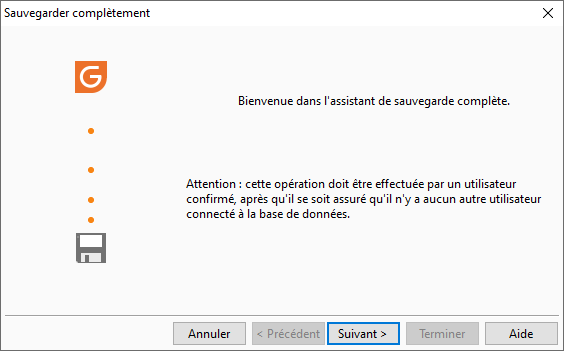 Sauvegarder complètement
G
Bienvenue dans l'assistant de sauvegarde complète.
Attention : cette opération doit être effectuée par un utilisateur
confirmé, après qu'il se soit assuré qu'il n'y a aucun autre utilisateur
connecté à la base de données.
Annuler
< Précédent
Suivant >
Terminer
Aide